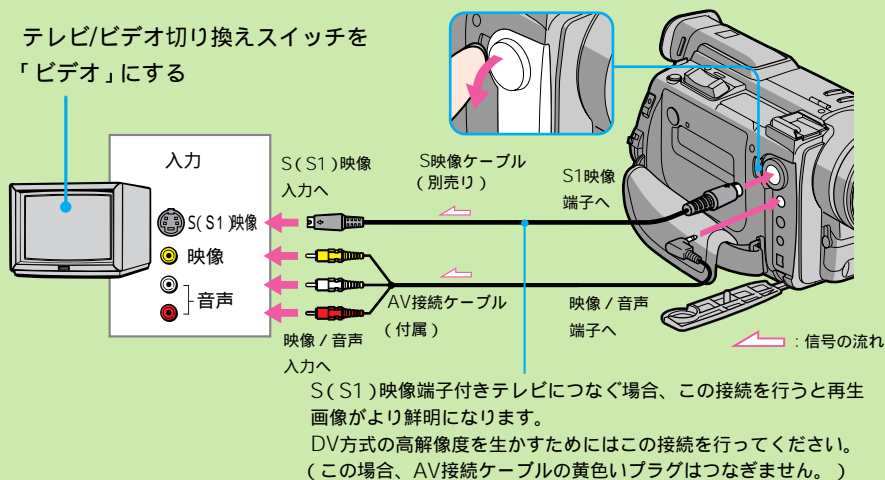 テレビ/ビデオ切り換えスイッチを
「ビデオ」にする
入力
S(S1)映像
入力へ
S映像ケーブル
(別売り)
S1映像
端子へ
S(S1)映像
映像
音声
AV接続ケーブル
(付属)
映像/音声
入力へ
映像/音声
端子へ
:信号の流れ
S(S1)映像端子付きテレビにつなぐ場合、この接続を行うと再生
画像がより鮮明になります。
DV方式の高解像度を生かすためにはこの接続を行ってください。
(この場合、AV接続ケーブルの黄色いプラグはつなぎません。)